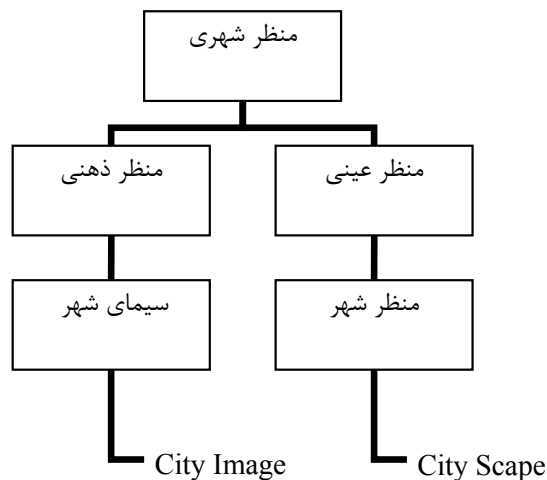 منظر شهری
منظر عینی
منظر ذهنی
منظر شهر
سیمای شهر
City Scape
City Image